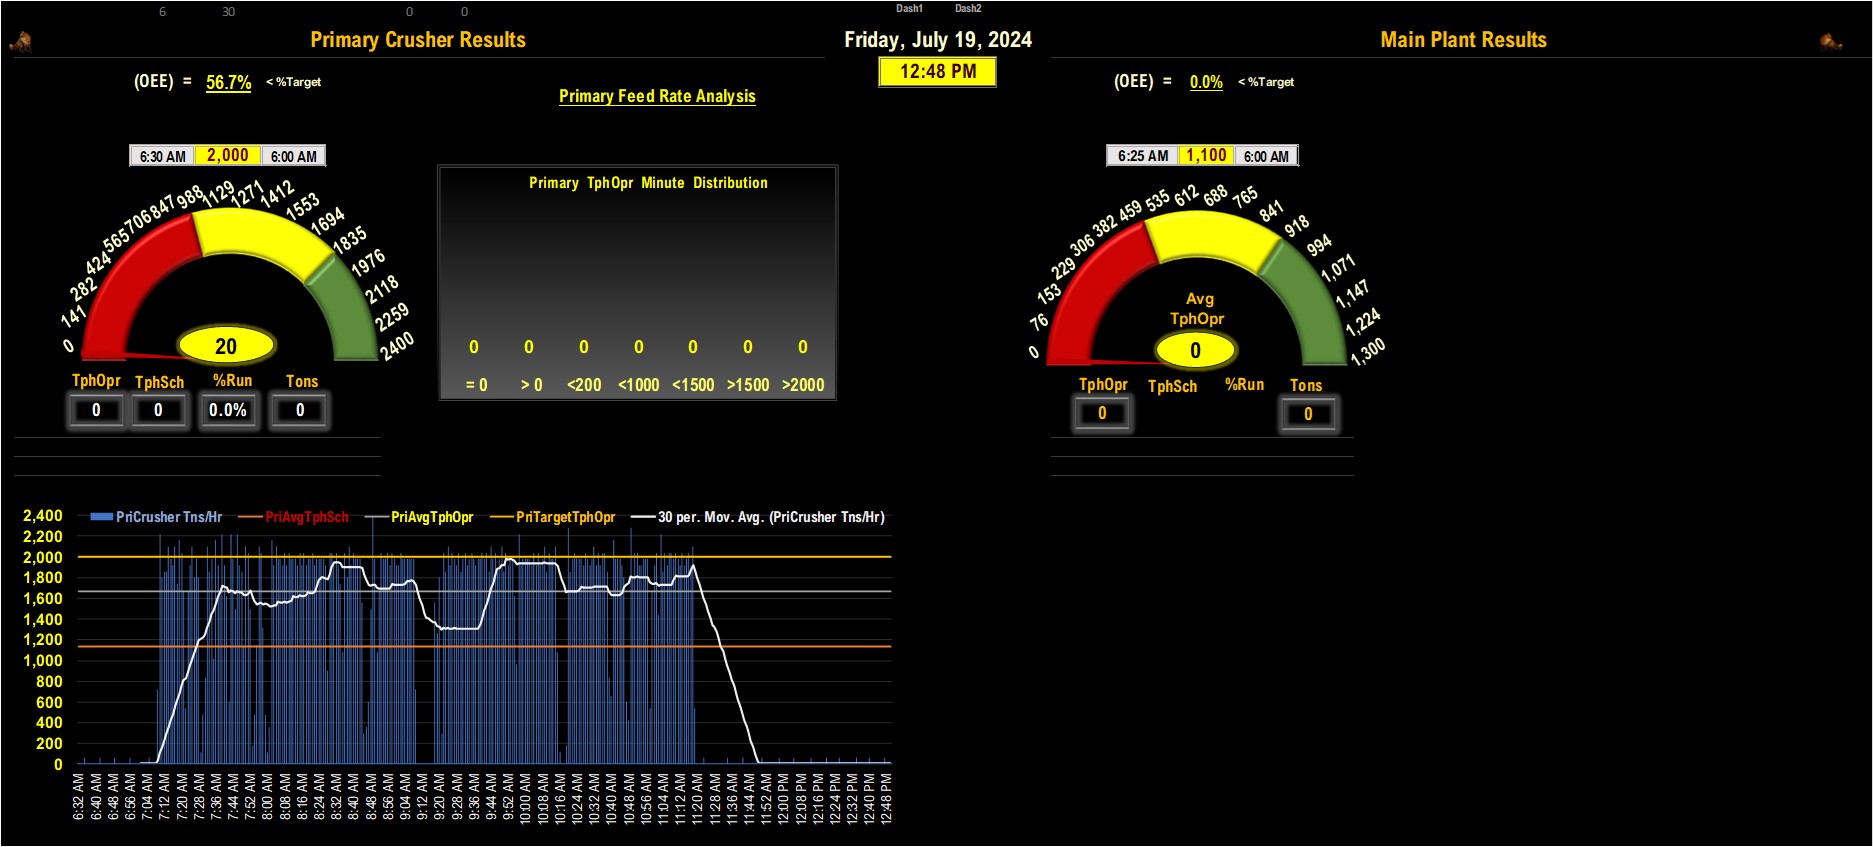 6 30 0 0 Dash1 Dash2
Primary Crusher Results
Friday, July 19, 2024
Main Plant Results
12:48 PM
(OEE) = 56.7% < %Target
Primary Feed Rate Analysis
(OEE) = 0.0% < %Target
6:30 AM 2,000 6:00 AM
0
141
282
424
565
706
847
988
1129
1271
1412
1553
1694
1835
1976
2118
2259
2400
20
TphOpr TphSch %Run Tons
0 0 0.0% 0
Primary TphOpr Minute Distribution
0 0 0 0 0 0 0
= 0 > 0 <200 <1000 <1500 >1500 >2000
6:25 AM 1,100 6:00 AM
0
76
153
229
306
382
459
535
612
688
765
841
918
994
1,071
1,147
1,224
1,300
Avg
TphOpr
0
TphOpr TphSch %Run Tons
0 0
PriCrusher Tns/Hr PriAvgTphSch PriAvgTphOpr PriTargetTphOpr 30 per. Mov. Avg. (PriCrusher Tns/Hr)
2,400
2,200
2,000
1,800
1,600
1,400
1,200
1,000
800
600
400
200
0
6:32 AM
6:40 AM
6:48 AM
6:56 AM
7:04 AM
7:12 AM
7:20 AM
7:28 AM
7:36 AM
7:44 AM
7:52 AM
8:00 AM
8:08 AM
8:16 AM
8:24 AM
8:32 AM
8:40 AM
8:48 AM
8:56 AM
9:04 AM
9:12 AM
9:20 AM
9:28 AM
9:36 AM
9:44 AM
9:52 AM
10:00 AM
10:08 AM
10:16 AM
10:24 AM
10:32 AM
10:40 AM
10:48 AM
10:56 AM
11:04 AM
11:12 AM
11:20 AM
11:28 AM
11:36 AM
11:44 AM
11:52 AM
12:00 PM
12:08 PM
12:16 PM
12:24 PM
12:32 PM
12:40 PM
12:48 PM